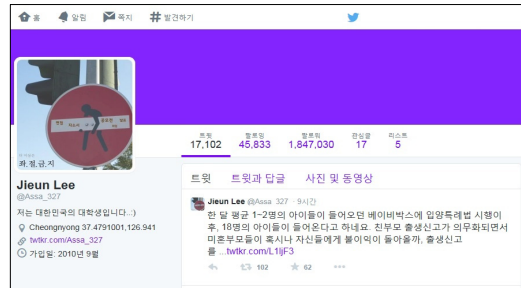 홈 알림 쪽지 # 발견하기
좌.절.금.지
트윗 팔로잉 팔로워 관심글 리스트
17,102 45,833 1,847,030 17 5
Jieun Lee
@Assa_327
저는 대한민국의 대학생입니다..:)
Cheongnyong 37.4791001,126.941
twtkr.com/Assa_327
가입일: 2010년 9월
트윗 트윗과 답글 사진 및 동영상
Jieun Lee @Assa_327 · 9시간
한 달 평균 1~2명의 아이들이 들어오던 베이비박스에 입양특례법 시행이
후, 18명의 아이들이 들어온다고 하네요. 친부모 출생신고가 의무화되면서
미혼부모들이 혹시나 자신들에게 불이익이 돌아올까, 출생신고
를 ...twtkr.com/L1ljF3
102 62